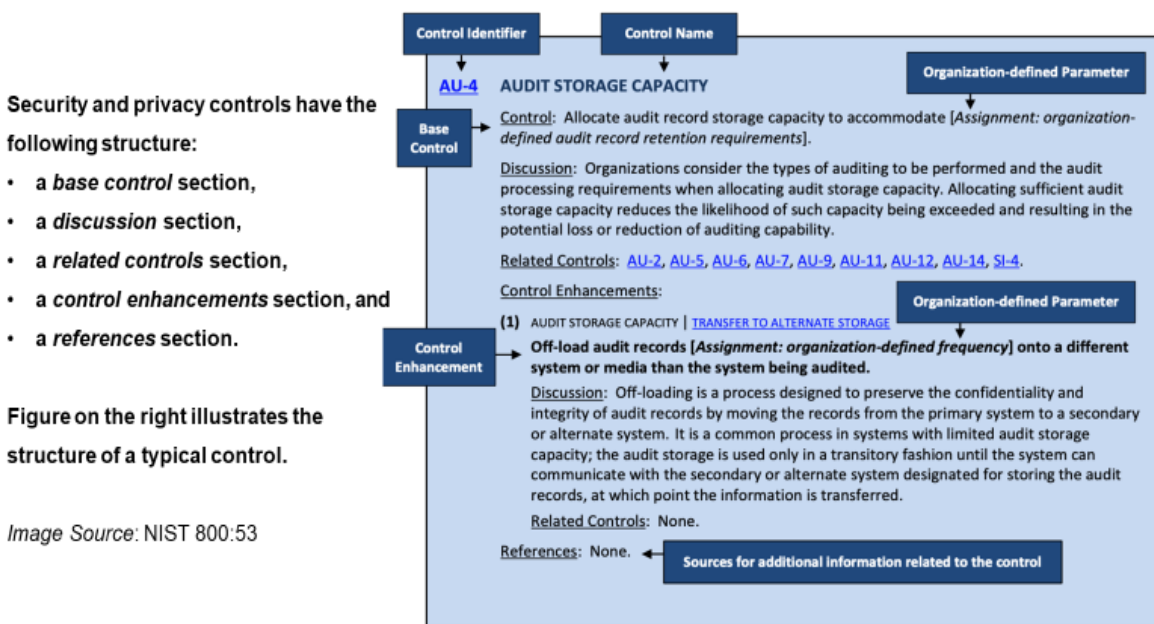 Security and privacy controls have the
following structure:
• a base control section,
• a discussion section,
• a related controls section,
• a control enhancements section, and
• a references section.
Figure on the right illustrates the
structure of a typical control.
Image Source: NIST 800:53
Control Identifier
Control Name
Organization-defined Parameter
AU-4 AUDIT STORAGE CAPACITY
Base
Control
Control: Allocate audit record storage capacity to accommodate [Assignment: organization-
defined audit record retention requirements].
Discussion: Organizations consider the types of auditing to be performed and the audit
processing requirements when allocating audit storage capacity. Allocating sufficient audit
storage capacity reduces the likelihood of such capacity being exceeded and resulting in the
potential loss or reduction of auditing capability.
Related Controls: AU-2, AU-5, AU-6, AU-7, AU-9, AU-11, AU-12, AU-14, SI-4.
Control Enhancements:
Organization-defined Parameter
(1) AUDIT STORAGE CAPACITY | TRANSFER TO ALTERNATE STORAGE
Control
Enhancement
Off-load audit records [Assignment: organization-defined frequency] onto a different
system or media than the system being audited.
Discussion: Off-loading is a process designed to preserve the confidentiality and
integrity of audit records by moving the records from the primary system to a secondary
or alternate system. It is a common process in systems with limited audit storage
capacity; the audit storage is used only in a transitory fashion until the system can
communicate with the secondary or alternate system designated for storing the audit
records, at which point the information is transferred.
Related Controls: None.
References: None.
Sources for additional information related to the control